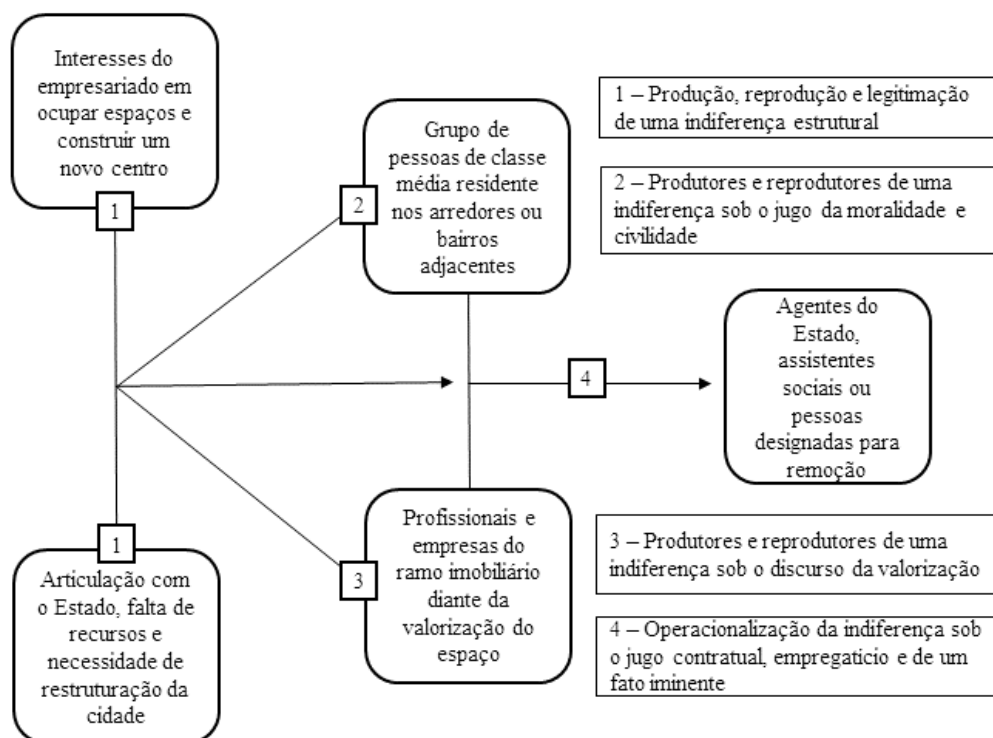 Interesses do
empresariado em
ocupar espaços e
construir um
novo centro
1
Grupo de
pessoas de classe
média residente
nos arredores ou
bairros
adjacentes
2
1 – Produção, reprodução e legitimação
de uma indiferença estrutural
2 – Produtores e reprodutores de uma
indiferença sob o jugo da moralidade e
civilidade
4
Agentes do
Estado,
assistentes
sociais ou
pessoas
designadas para
remoção
1
Articulação com
o Estado, falta de
recursos e
necessidade de
restruturação da
cidade
3
Profissionais e
empresas do
ramo imobiliário
diante da
valorização do
espaço
3 – Produtores e reprodutores de uma
indiferença sob o discurso da valorização
4 – Operacionalização da indiferença sob
o jugo contratual, empregatício e de um
fato iminente